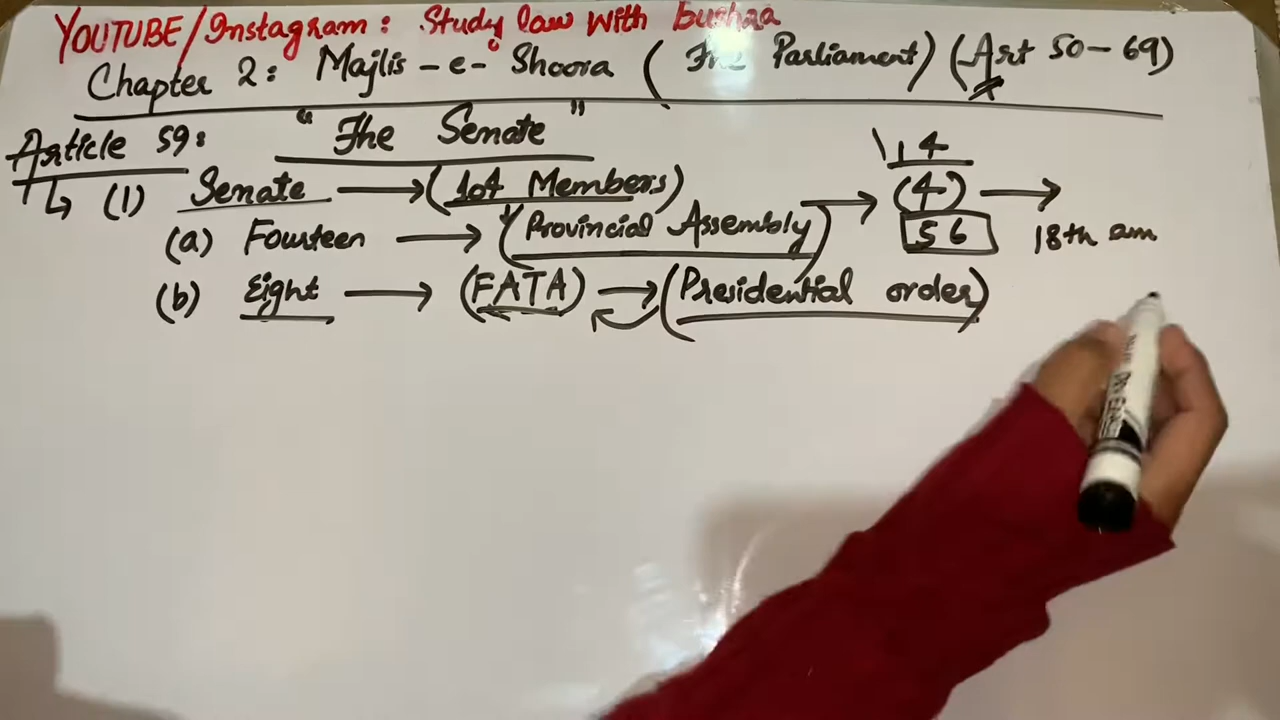 YOUTUBE/Instagram: Study law with bushra
Chapter 2: Majlis-e-Shoora (The Parliament) (Art 50-69)
Article 59: "The Senate"
(1) Senate → (104 Members)
14
(a) Fourteen → (Provincial Assembly) → (4) →
56 18th am
(b) Eight → (FATA) → (Presidential order)